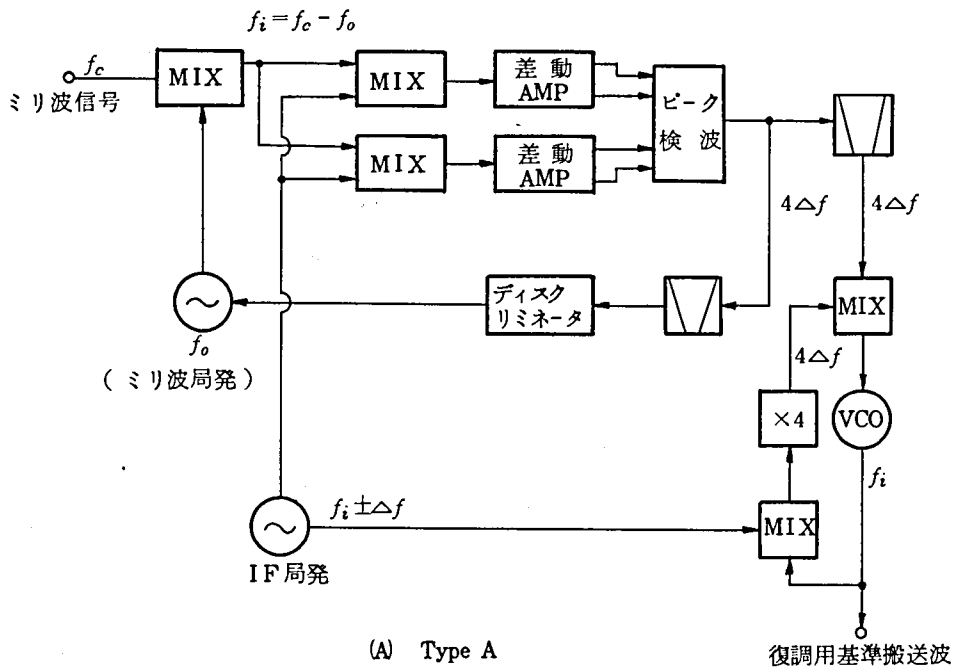 fi = fc − fo
fc
ミリ波信号
MIX
MIX
差動
AMP
ピーク
検波
MIX
差動
AMP
4△f
4△f
ディスク
リミネータ
MIX
fo
(ミリ波局発)
4△f
×4
VCO
fi
fi ± △f
MIX
IF局発
(A) Type A
復調用基準搬送波